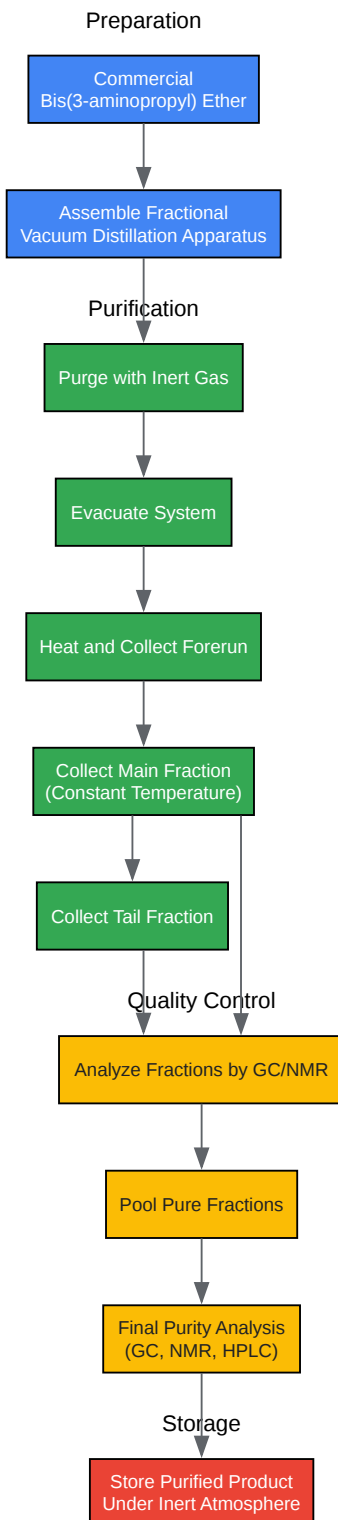 Preparation
Commercial
Bis(3-aminopropyl) Ether
Assemble Fractional
Vacuum Distillation Apparatus
Purification
Purge with Inert Gas
Evacuate System
Heat and Collect Forerun
Collect Main Fraction
(Constant Temperature)
Collect Tail Fraction
Quality Control
Analyze Fractions by GC/NMR
Pool Pure Fractions
Final Purity Analysis
(GC, NMR, HPLC)
Storage
Store Purified Product
Under Inert Atmosphere